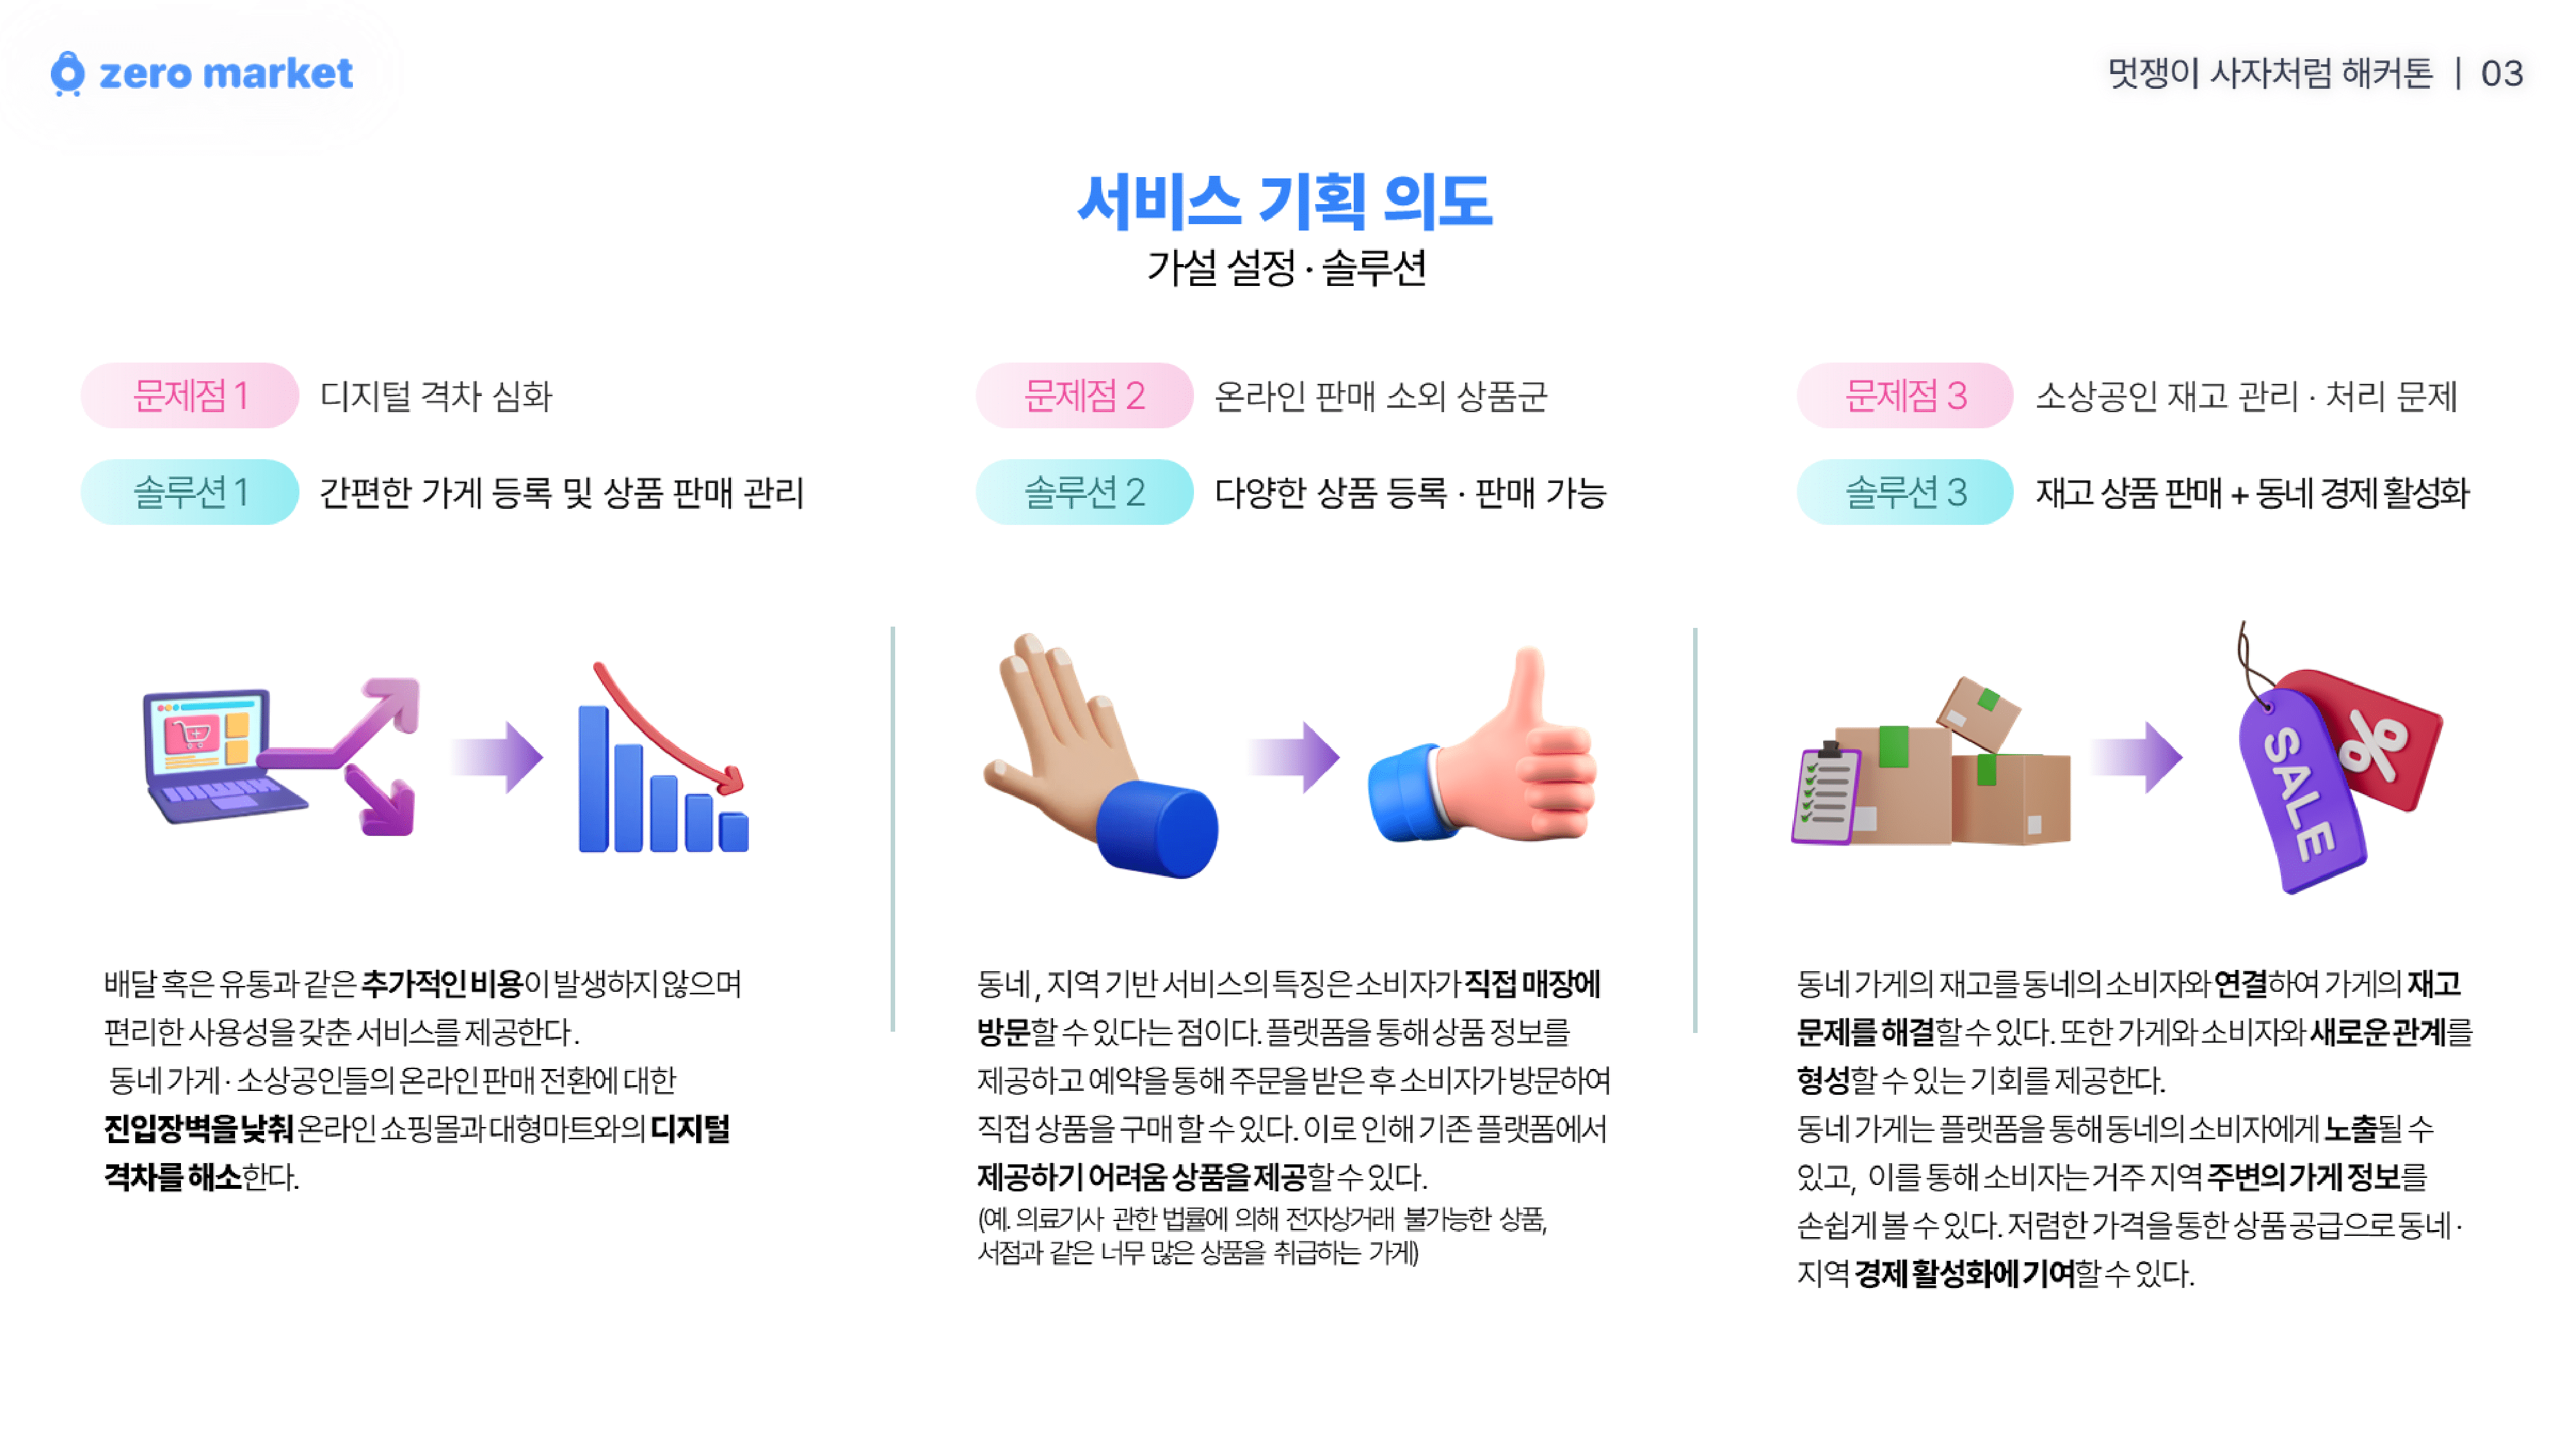 zero market
멋쟁이 사자처럼 해커톤 | 03
서비스 기획 의도
가설 설정 · 솔루션
문제점 1 디지털 격차 심화
솔루션 1 간편한 가게 등록 및 상품 판매 관리
배달 혹은 유통과 같은 추가적인 비용이 발생하지 않으며
편리한 사용성을 갖춘 서비스를 제공한다.
동네 가게 · 소상공인들의 온라인 판매 전환에 대한
진입장벽을 낮춰 온라인 쇼핑몰과 대형마트와의 디지털
격차를 해소한다.
문제점 2 온라인 판매 소외 상품군
솔루션 2 다양한 상품 등록 · 판매 가능
동네, 지역 기반 서비스의 특징은 소비자가 직접 매장에
방문할 수 있다는 점이다. 플랫폼을 통해 상품 정보를
제공하고 예약을 통해 주문을 받은 후 소비자가 방문하여
직접 상품을 구매 할 수 있다. 이로 인해 기존 플랫폼에서
제공하기 어려움 상품을 제공할 수 있다.
(예. 의료기사 관한 법률에 의해 전자상거래 불가능한 상품,
서점과 같은 너무 많은 상품을 취급하는 가게)
문제점 3 소상공인 재고 관리 · 처리 문제
솔루션 3 재고 상품 판매 + 동네 경제 활성화
SALE
%
동네 가게의 재고를 동네의 소비자와 연결하여 가게의 재고
문제를 해결할 수 있다. 또한 가게와 소비자와 새로운 관계를
형성할 수 있는 기회를 제공한다.
동네 가게는 플랫폼을 통해 동네의 소비자에게 노출될 수
있고, 이를 통해 소비자는 거주 지역 주변의 가게 정보를
손쉽게 볼 수 있다. 저렴한 가격을 통한 상품 공급으로 동네 ·
지역 경제 활성화에 기여할 수 있다.